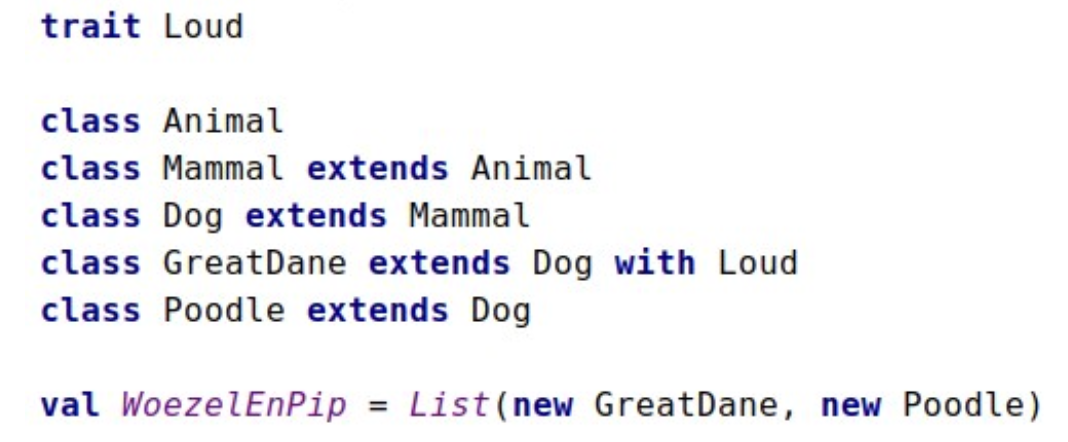 trait Loud
class Animal
class Mammal extends Animal
class Dog extends Mammal
class GreatDane extends Dog with Loud
class Poodle extends Dog
val WoezelEnPip = List(new GreatDane, new Poodle)